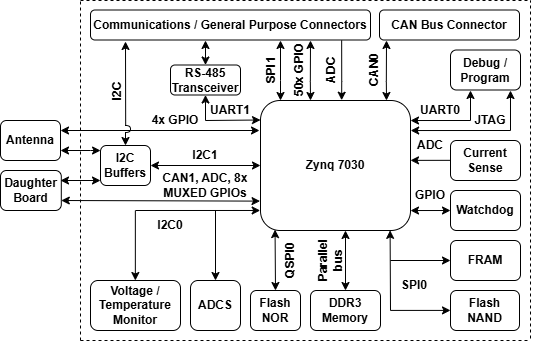 Communications / General Purpose Connectors
CAN Bus Connector
I2C
RS-485
Transceiver
SPI1
50x GPIO
ADC
CAN0
Debug /
Program
UART1
UART0
JTAG
4x GPIO
Antenna
I2C
Buffers
I2C1
Zynq 7030
ADC
Current
Sense
Daughter
Board
CAN1, ADC, 8x
MUXED GPIOs
GPIO
Watchdog
I2C0
QSPI0
Parallel
bus
SPI0
FRAM
Voltage /
Temperature
Monitor
ADCS
Flash
NOR
DDR3
Memory
Flash
NAND